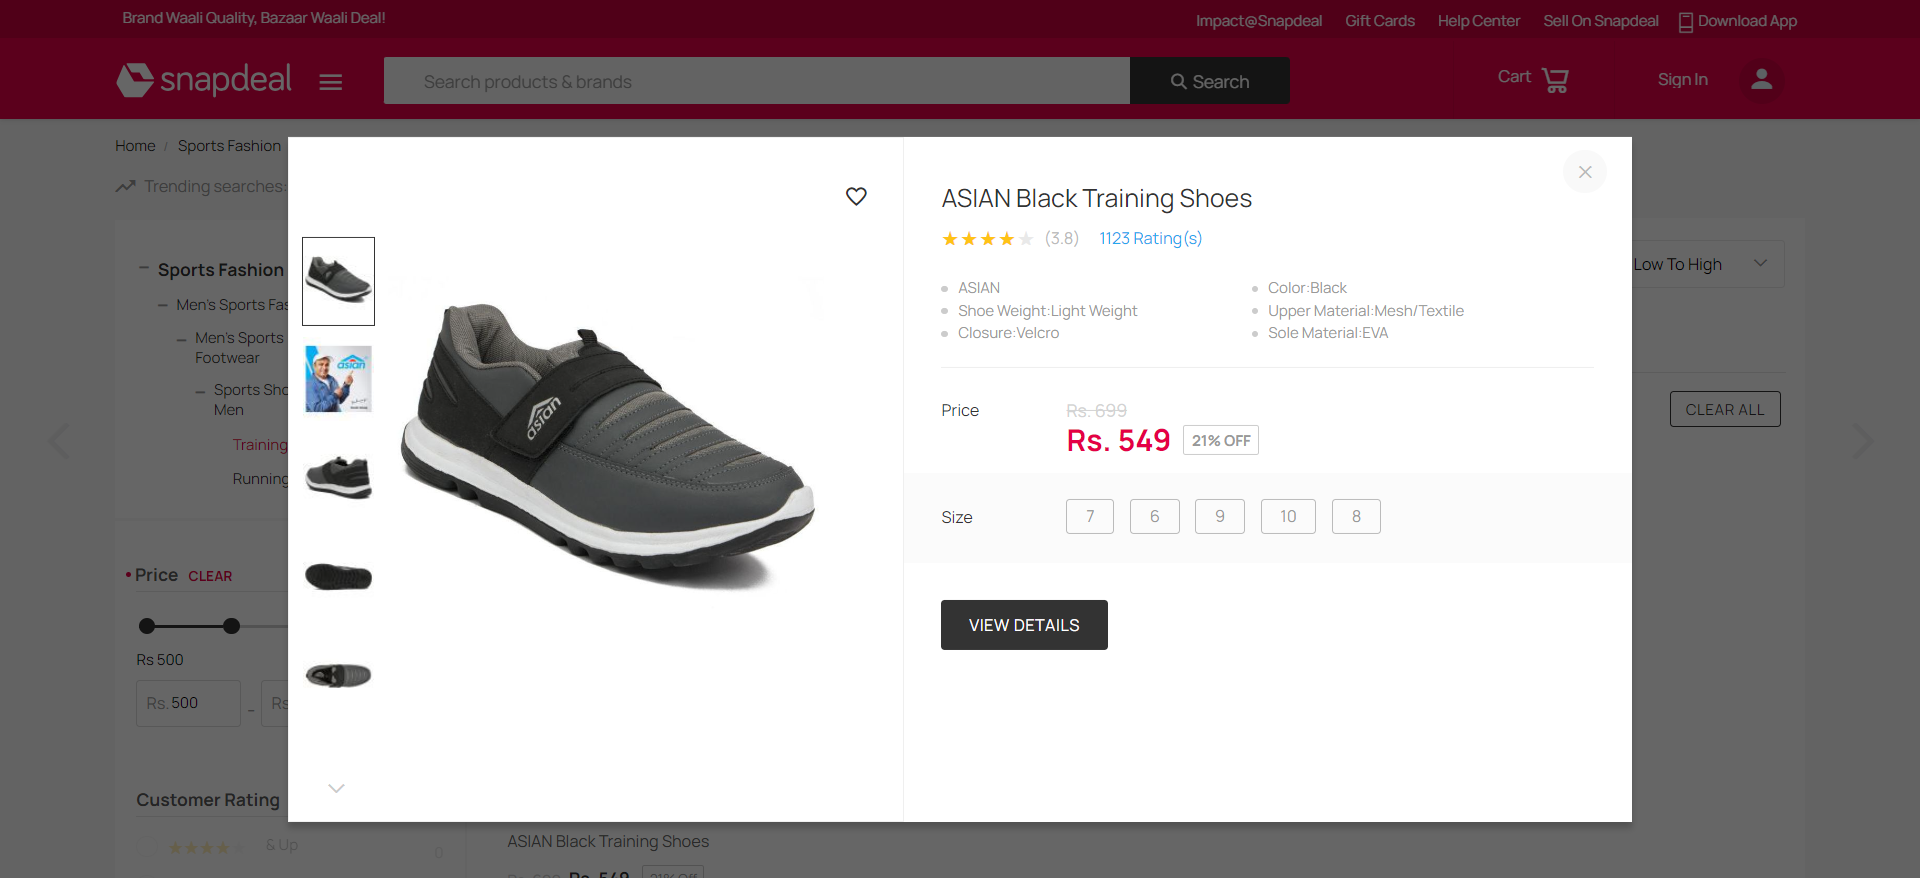 Brand Waali Quality, Bazaar Waali Deal!
Impact@Snapdeal Gift Cards Help Center Sell On Snapdeal Download App
snapdeal
Search products & brands
Search
Cart
Sign In
Home / Sports Fashion
Trending searches:
Sports Fashion
Men's Sports Fas
Men's Sports
Footwear
Sports Sho
Men
Training
Running
Low To High
CLEAR ALL
Price CLEAR
Rs 500
Rs. 500 - Rs
Customer Rating
& Up
0
asian
asian
ASIAN Black Training Shoes
(3.8) 1123 Rating(s)
ASIAN
Shoe Weight:Light Weight
Closure:Velcro
Color:Black
Upper Material:Mesh/Textile
Sole Material:EVA
Price
Rs. 699
Rs. 549 21% OFF
Size 7 6 9 10 8
VIEW DETAILS
ASIAN Black Training Shoes
Rs. 699 Rs. 549 21% Off